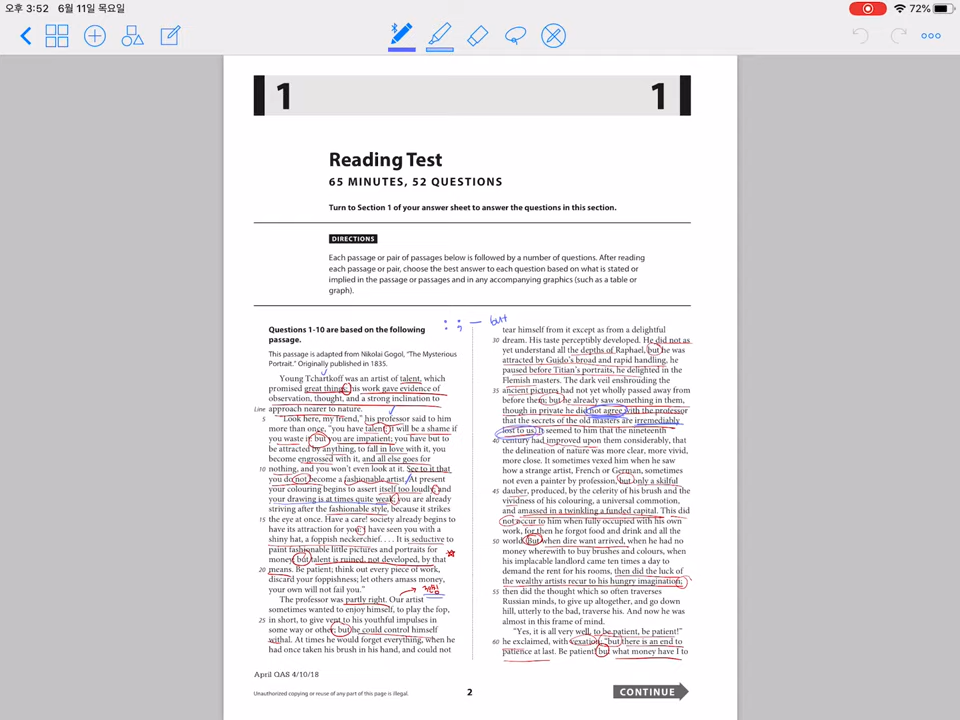 오후 3:52 6월 11일 목요일
72%
1 1
Reading Test
65 MINUTES, 52 QUESTIONS
Turn to Section 1 of your answer sheet to answer the questions in this section.
DIRECTIONS
Each passage or pair of passages below is followed by a number of questions. After reading
each passage or pair, choose the best answer to each question based on what is stated or
implied in the passage or passages and in any accompanying graphics (such as a table or
graph).
: ; — but
Questions 1-10 are based on the following
passage.
This passage is adapted from Nikolai Gogol, "The Mysterious
Portrait." Originally published in 1835.
Young Tchartkoff was an artist of talent, which
promised great things; his work gave evidence of
observation, thought, and a strong inclination to
Line approach nearer to nature.
5 "Look here, my friend," his professor said to him
more than once, "you have talent; it will be a shame if
you waste it; but you are impatient; you have but to
be attracted by anything, to fall in love with it, you
become engrossed with it, and all else goes for
10 nothing, and you won't even look at it. See to it that
you do not become a fashionable artist. At present
your colouring begins to assert itself too loudly; and
your drawing is at times quite weak; you are already
striving after the fashionable style, because it strikes
15 the eye at once. Have a care! society already begins to
have its attraction for you; I have seen you with a
shiny hat, a foppish neckerchief. . . . It is seductive to
paint fashionable little pictures and portraits for
money; but talent is ruined, not developed, by that
20 means. Be patient; think out every piece of work,
discard your foppishness; let others amass money,
your own will not fail you."
The professor was partly right. Our artist
sometimes wanted to enjoy himself, to play the fop,
25 in short, to give vent to his youthful impulses in
some way or other; but he could control himself
withal. At times he would forget everything, when he
had once taken his brush in his hand, and could not
tear himself from it except as from a delightful
30 dream. His taste perceptibly developed. He did not as
yet understand all the depths of Raphael, but he was
attracted by Guido's broad and rapid handling, he
paused before Titian's portraits, he delighted in the
Flemish masters. The dark veil enshrouding the
35 ancient pictures had not yet wholly passed away from
before them; but he already saw something in them,
though in private he did not agree with the professor
that the secrets of the old masters are irremediably
lost to us. It seemed to him that the nineteenth
40 century had improved upon them considerably, that
the delineation of nature was more clear, more vivid,
more close. It sometimes vexed him when he saw
how a strange artist, French or German, sometimes
not even a painter by profession, but only a skilful
45 dauber, produced, by the celerity of his brush and the
vividness of his colouring, a universal commotion,
and amassed in a twinkling a funded capital. This did
not occur to him when fully occupied with his own
work, for then he forgot food and drink and all the
50 world. But when dire want arrived, when he had no
money wherewith to buy brushes and colours, when
his implacable landlord came ten times a day to
demand the rent for his rooms, then did the luck of
the wealthy artists recur to his hungry imagination;
55 then did the thought which so often traverses
Russian minds, to give up altogether, and go down
hill, utterly to the bad, traverse his. And now he was
almost in this frame of mind.
"Yes, it is all very well, to be patient, be patient!"
60 he exclaimed, with vexation; "but there is an end to
patience at last. Be patient! but what money have I to
April QAS 4/10/18
Unauthorized copying or reuse of any part of this page is illegal.
2
CONTINUE